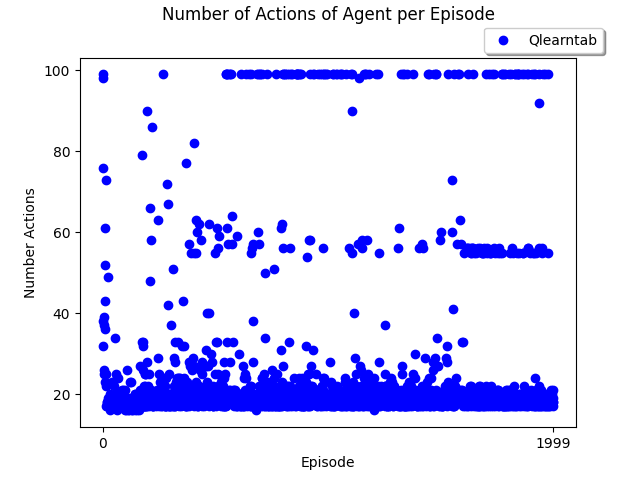 Number of Actions of Agent per Episode
Qlearntab
100
80
60
40
20
Number Actions
0
1999
Episode